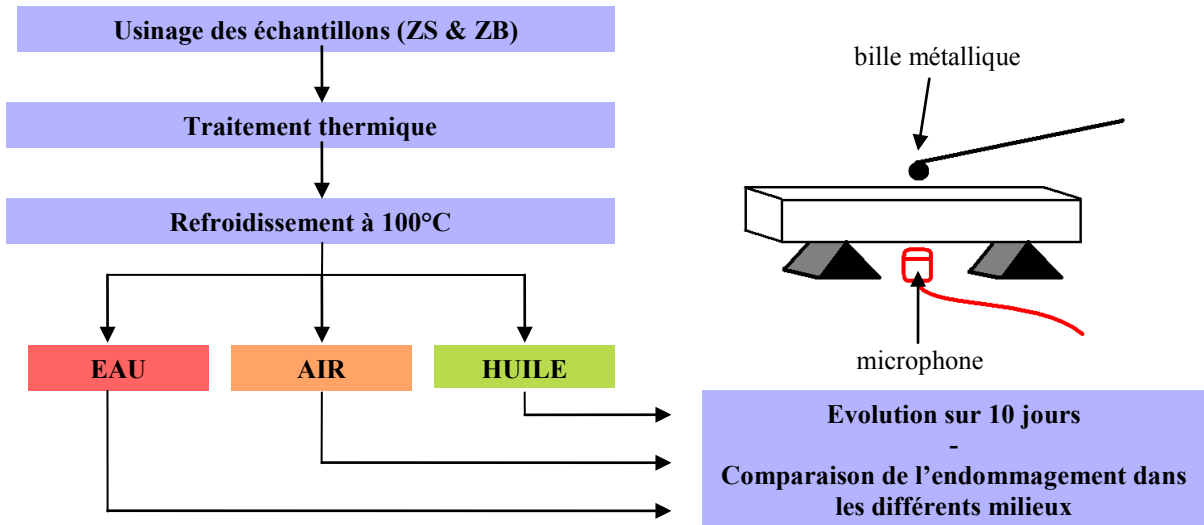 Usinage des échantillons (ZS & ZB)
Traitement thermique
Refroidissement à 100°C
EAU
AIR
HUILE
bille métallique
microphone
Evolution sur 10 jours
-
Comparaison de l’endommagement dans
les différents milieux